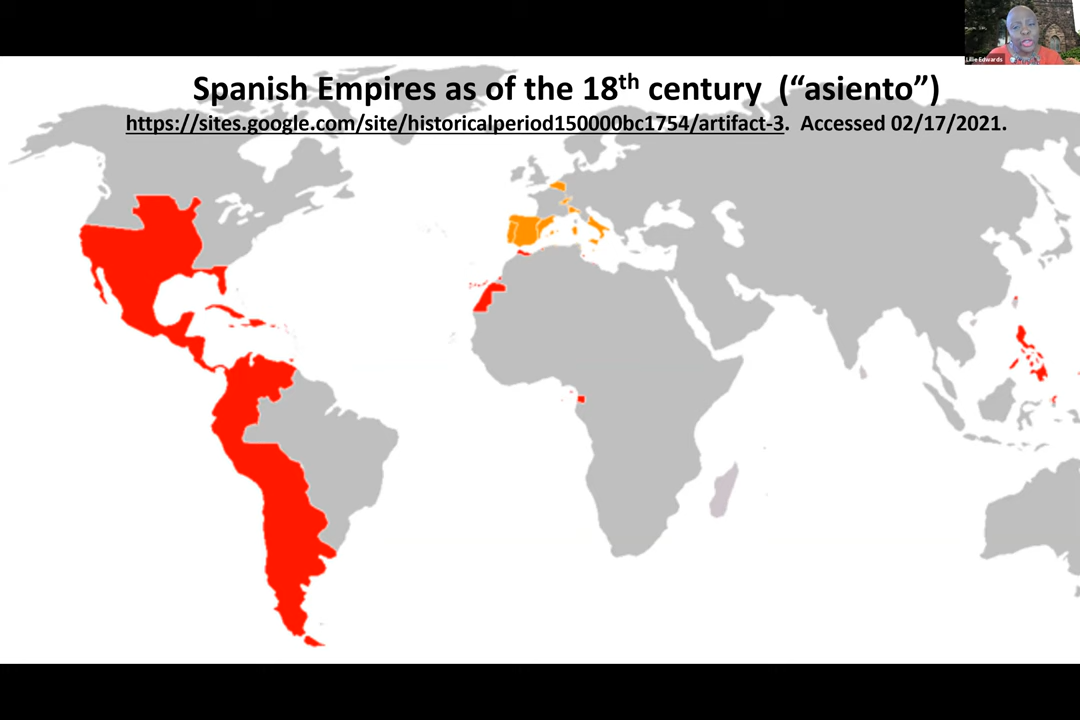 Lillie Edwards
Spanish Empires as of the 18th century (“asiento”)
https://sites.google.com/site/historicalperiod150000bc1754/artifact-3. Accessed 02/17/2021.